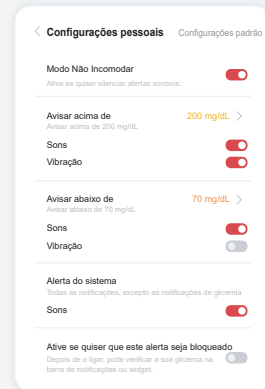 Configurações pessoais Configurações padrão
Modo Não Incomodar
Ative se quiser silenciar alertas sonoros.
Avisar acima de 200 mg/dL
Avisar acima de 200 mg/dL
Sons
Vibração
Avisar abaixo de 70 mg/dL
Avisar abaixo de 70 mg/dL
Sons
Vibração
Alerta do sistema
Todas as notificações, excepto as notificações de glicemia
Sons
Ative se quiser que este alerta seja bloqueado
Depois de o ligar, pode verificar a sua glicemia na
barra de notificações ou widget.